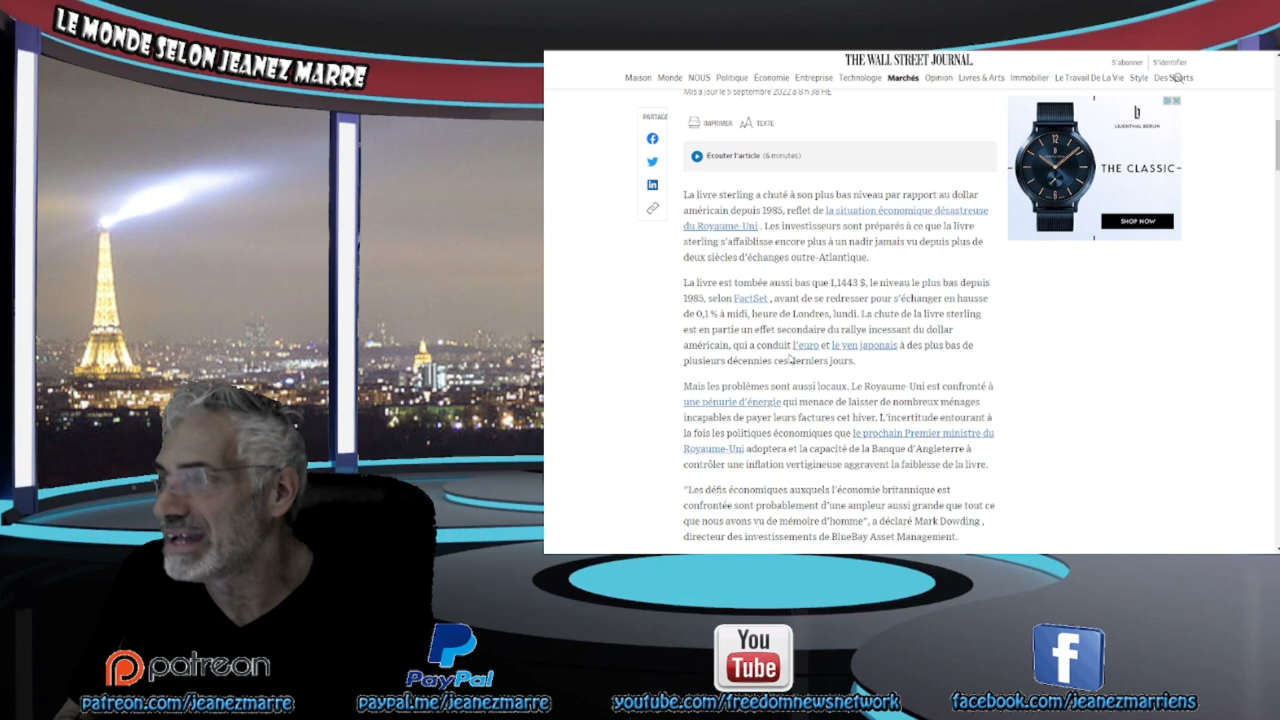 LE MONDE SELON JEANEZ MARRE
THE WALL STREET JOURNAL.
S'abonner
S'identifier
Maison Monde NOUS Politique Économie Entreprise Technologie Marchés Opinion Livres & Arts Immobilier Le Travail De La Vie Style Des Sports
Mis à jour le 5 septembre 2022 à 8 h 38 HE
PARTAGE
IMPRIMER
AA TEXTE
Ecouter l'article (6 minutes)
La livre sterling a chuté à son plus bas niveau par rapport au dollar
américain depuis 1985, reflet de la situation économique désastreuse
du Royaume-Uni . Les investisseurs sont préparés à ce que la livre
sterling s'affaiblisse encore plus à un nadir jamais vu depuis plus de
deux siècles d'échanges outre-Atlantique.
La livre est tombée aussi bas que 1,1443 $, le niveau le plus bas depuis
1985, selon FactSet , avant de se redresser pour s'échanger en hausse
de 0,1 % à midi, heure de Londres, lundi. La chute de la livre sterling
est en partie un effet secondaire du rallye incessant du dollar
américain, qui a conduit l'euro et le yen japonais à des plus bas de
plusieurs décennies ces derniers jours.
Mais les problèmes sont aussi locaux. Le Royaume-Uni est confronté à
une pénurie d'énergie qui menace de laisser de nombreux ménages
incapables de payer leurs factures cet hiver. L'incertitude entourant à
la fois les politiques économiques que le prochain Premier ministre du
Royaume-Uni adoptera et la capacité de la Banque d'Angleterre à
contrôler une inflation vertigineuse aggravent la faiblesse de la livre.
"Les défis économiques auxquels l'économie britannique est
confrontée sont probablement d'une ampleur aussi grande que tout ce
que nous avons vu de mémoire d'homme", a déclaré Mark Dowding ,
directeur des investissements de BlueBay Asset Management.
LILIENTHAL BERLIN
THE CLASSIC
SHOP NOW
patreon
patreon.com/jeanezmarre
PayPal
paypal.me/jeanezmarre
You
Tube
youtube.com/freedomnewsnetwork
f
facebook.com/jeanezmarriens